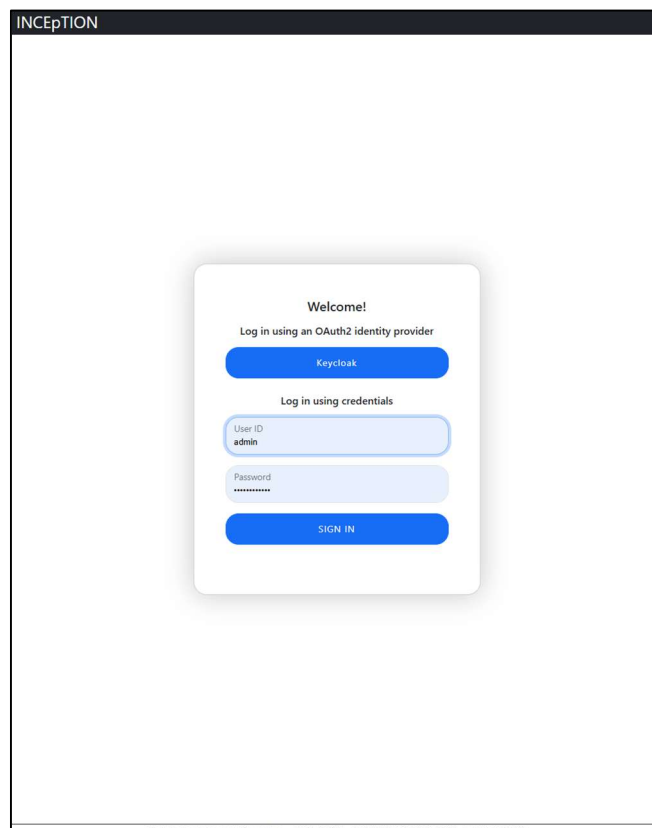 INCEpTION
Welcome!
Log in using an OAuth2 identity provider
Keycloak
Log in using credentials
User ID
admin
Password
••••••••••••
SIGN IN